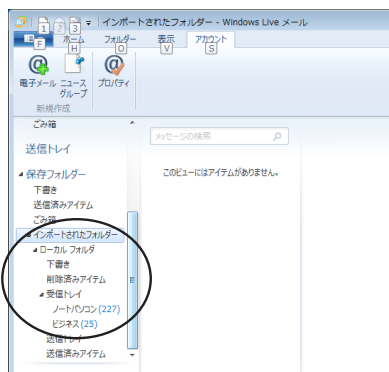 1 2 3 インポートされたフォルダー - Windows Live メール
ホーム フォルダー 表示 アカウント
F H O V S
電子メール ニュース グループ プロパティ
新規作成
ごみ箱
メッセージの検索
送信トレイ
このビューにはアイテムがありません。
保存フォルダー
下書き
送信済みアイテム
ごみ箱
インポートされたフォルダー
ローカル フォルダ
下書き
削除済みアイテム
受信トレイ
ノートパソコン (227)
ビジネス (25)
送信トレイ
送信済みアイテム